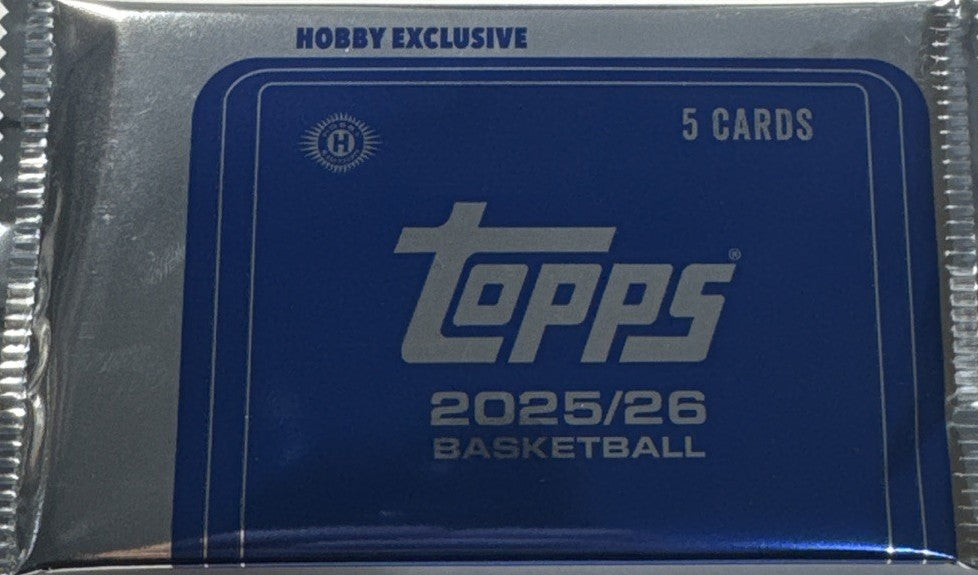 HOBBY EXCLUSIVE
5 CARDS
H
Topps®
2025/26
BASKETBALL